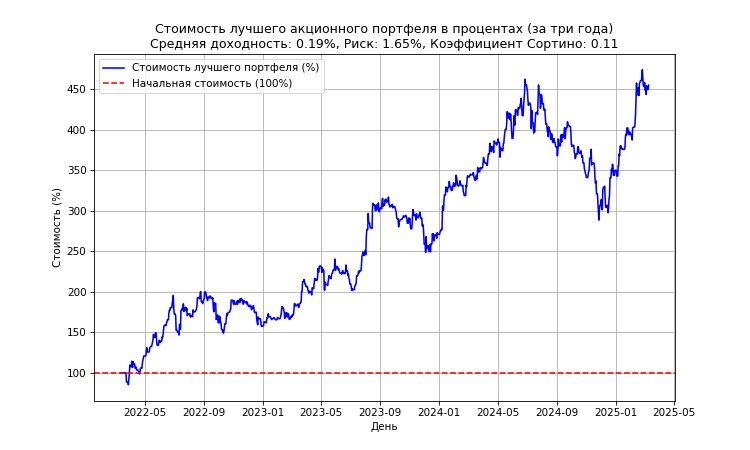 Стоимость лучшего акционного портфеля в процентах (за три года)
Средняя доходность: 0.19%, Риск: 1.65%, Коэффициент Сортино: 0.11
Стоимость лучшего портфеля (%)
Начальная стоимость (100%)
Стоимость (%)
450
400
350
300
250
200
150
100
2022-05 2022-09 2023-01 2023-05 2023-09 2024-01 2024-05 2024-09 2025-01 2025-05
День